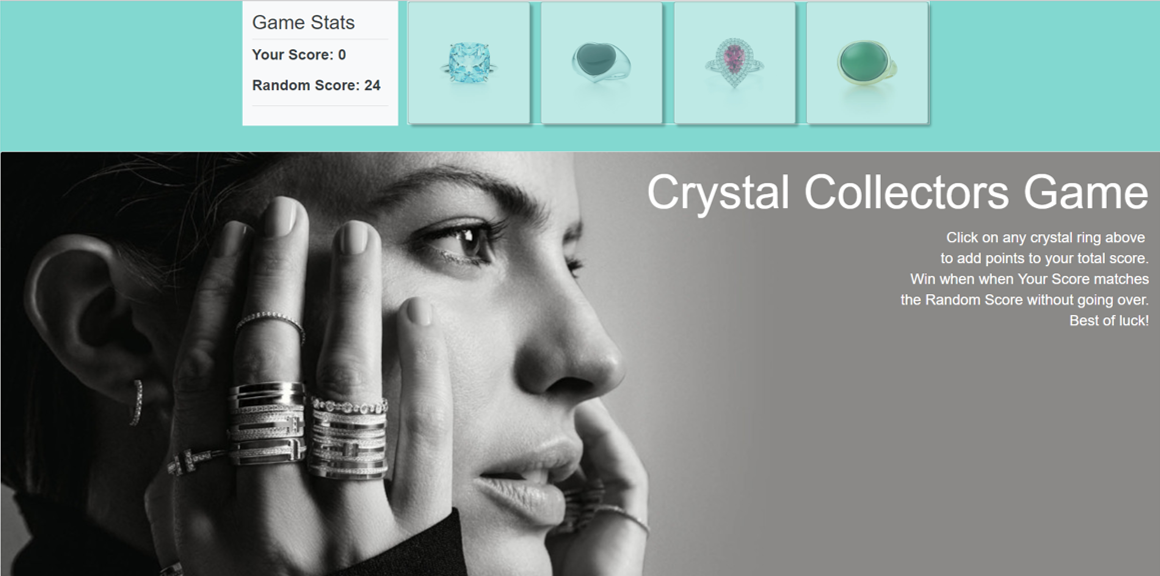 Game Stats
Your Score: 0
Random Score: 24
Crystal Collectors Game
Click on any crystal ring above
to add points to your total score.
Win when when Your Score matches
the Random Score without going over.
Best of luck!